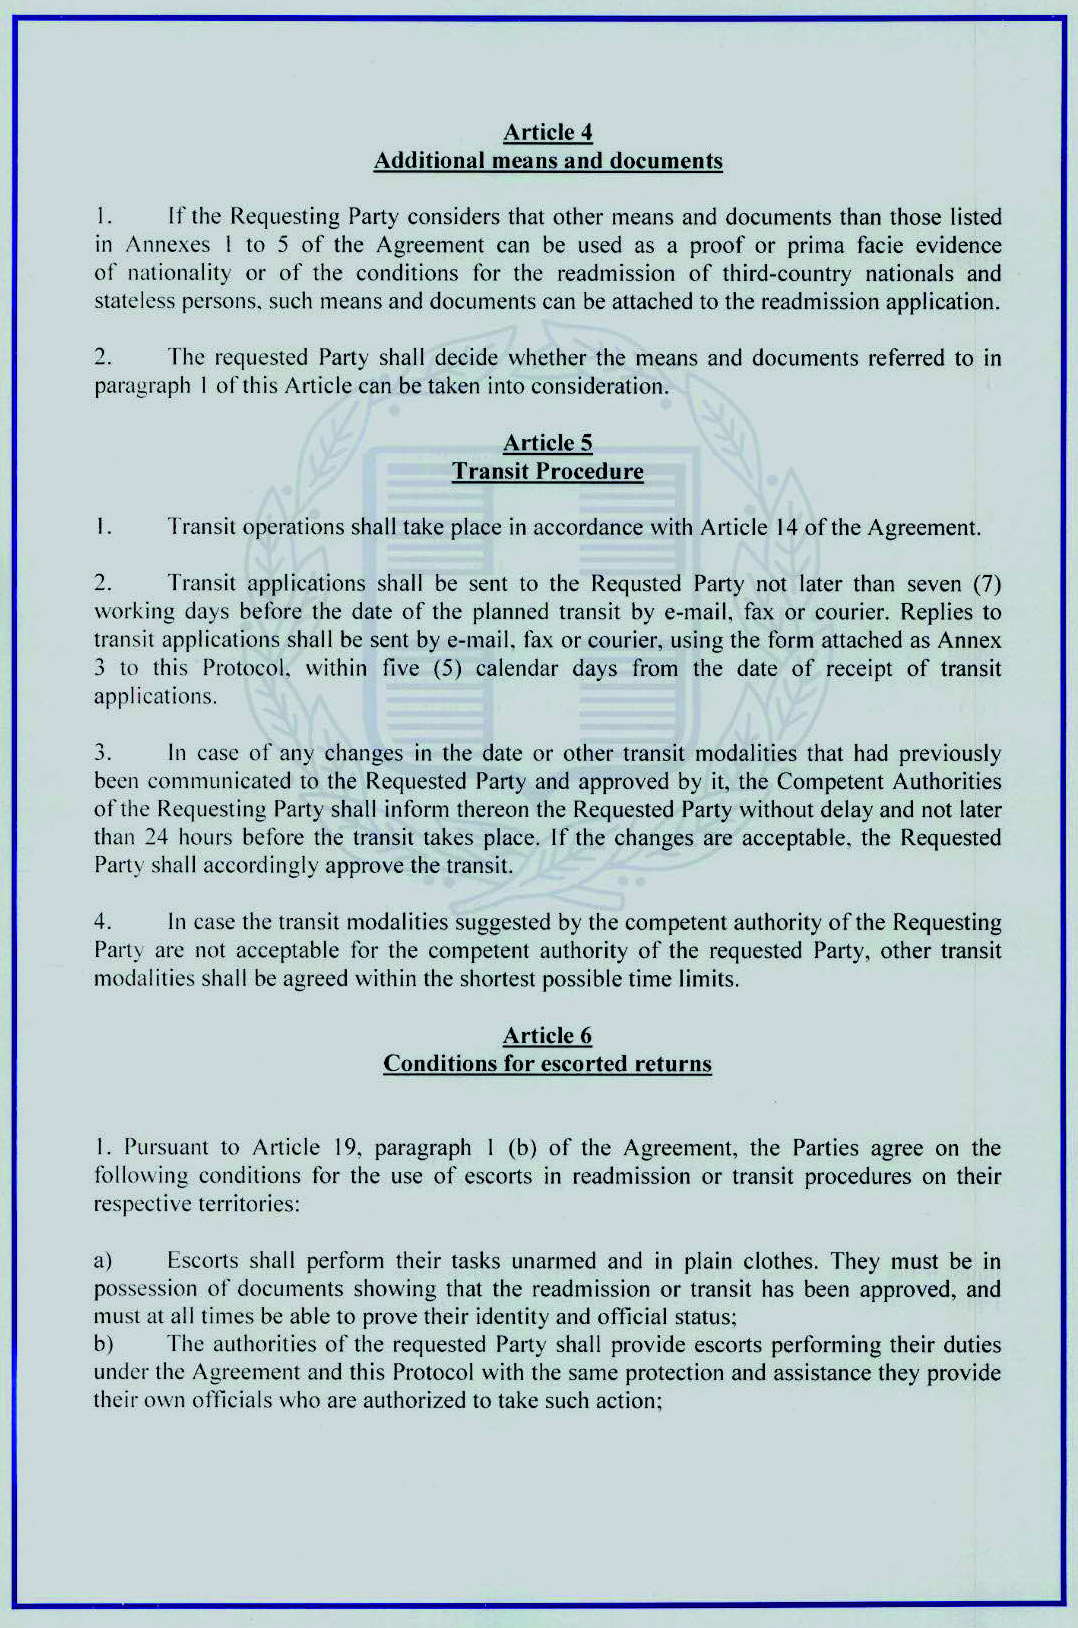 Article 4
Additional means and documents
1. If the Requesting Party considers that other means and documents than those listed
in Annexes 1 to 5 of the Agreement can be used as a proof or prima facie evidence
of nationality or of the conditions for the readmission of third-country nationals and
stateless persons, such means and documents can be attached to the readmission application.
2. The requested Party shall decide whether the means and documents referred to in
paragraph 1 of this Article can be taken into consideration.
Article 5
Transit Procedure
1. Transit operations shall take place in accordance with Article 14 of the Agreement.
2. Transit applications shall be sent to the Requsted Party not later than seven (7)
working days before the date of the planned transit by e-mail, fax or courier. Replies to
transit applications shall be sent by e-mail, fax or courier, using the form attached as Annex
3 to this Protocol, within five (5) calendar days from the date of receipt of transit
applications.
3. In case of any changes in the date or other transit modalities that had previously
been communicated to the Requested Party and approved by it, the Competent Authorities
of the Requesting Party shall inform thereon the Requested Party without delay and not later
than 24 hours before the transit takes place. If the changes are acceptable, the Requested
Party shall accordingly approve the transit.
4. In case the transit modalities suggested by the competent authority of the Requesting
Party are not acceptable for the competent authority of the requested Party, other transit
modalities shall be agreed within the shortest possible time limits.
Article 6
Conditions for escorted returns
1. Pursuant to Article 19, paragraph 1 (b) of the Agreement, the Parties agree on the
following conditions for the use of escorts in readmission or transit procedures on their
respective territories:
a) Escorts shall perform their tasks unarmed and in plain clothes. They must be in
possession of documents showing that the readmission or transit has been approved, and
must at all times be able to prove their identity and official status;
b) The authorities of the requested Party shall provide escorts performing their duties
under the Agreement and this Protocol with the same protection and assistance they provide
their own officials who are authorized to take such action;